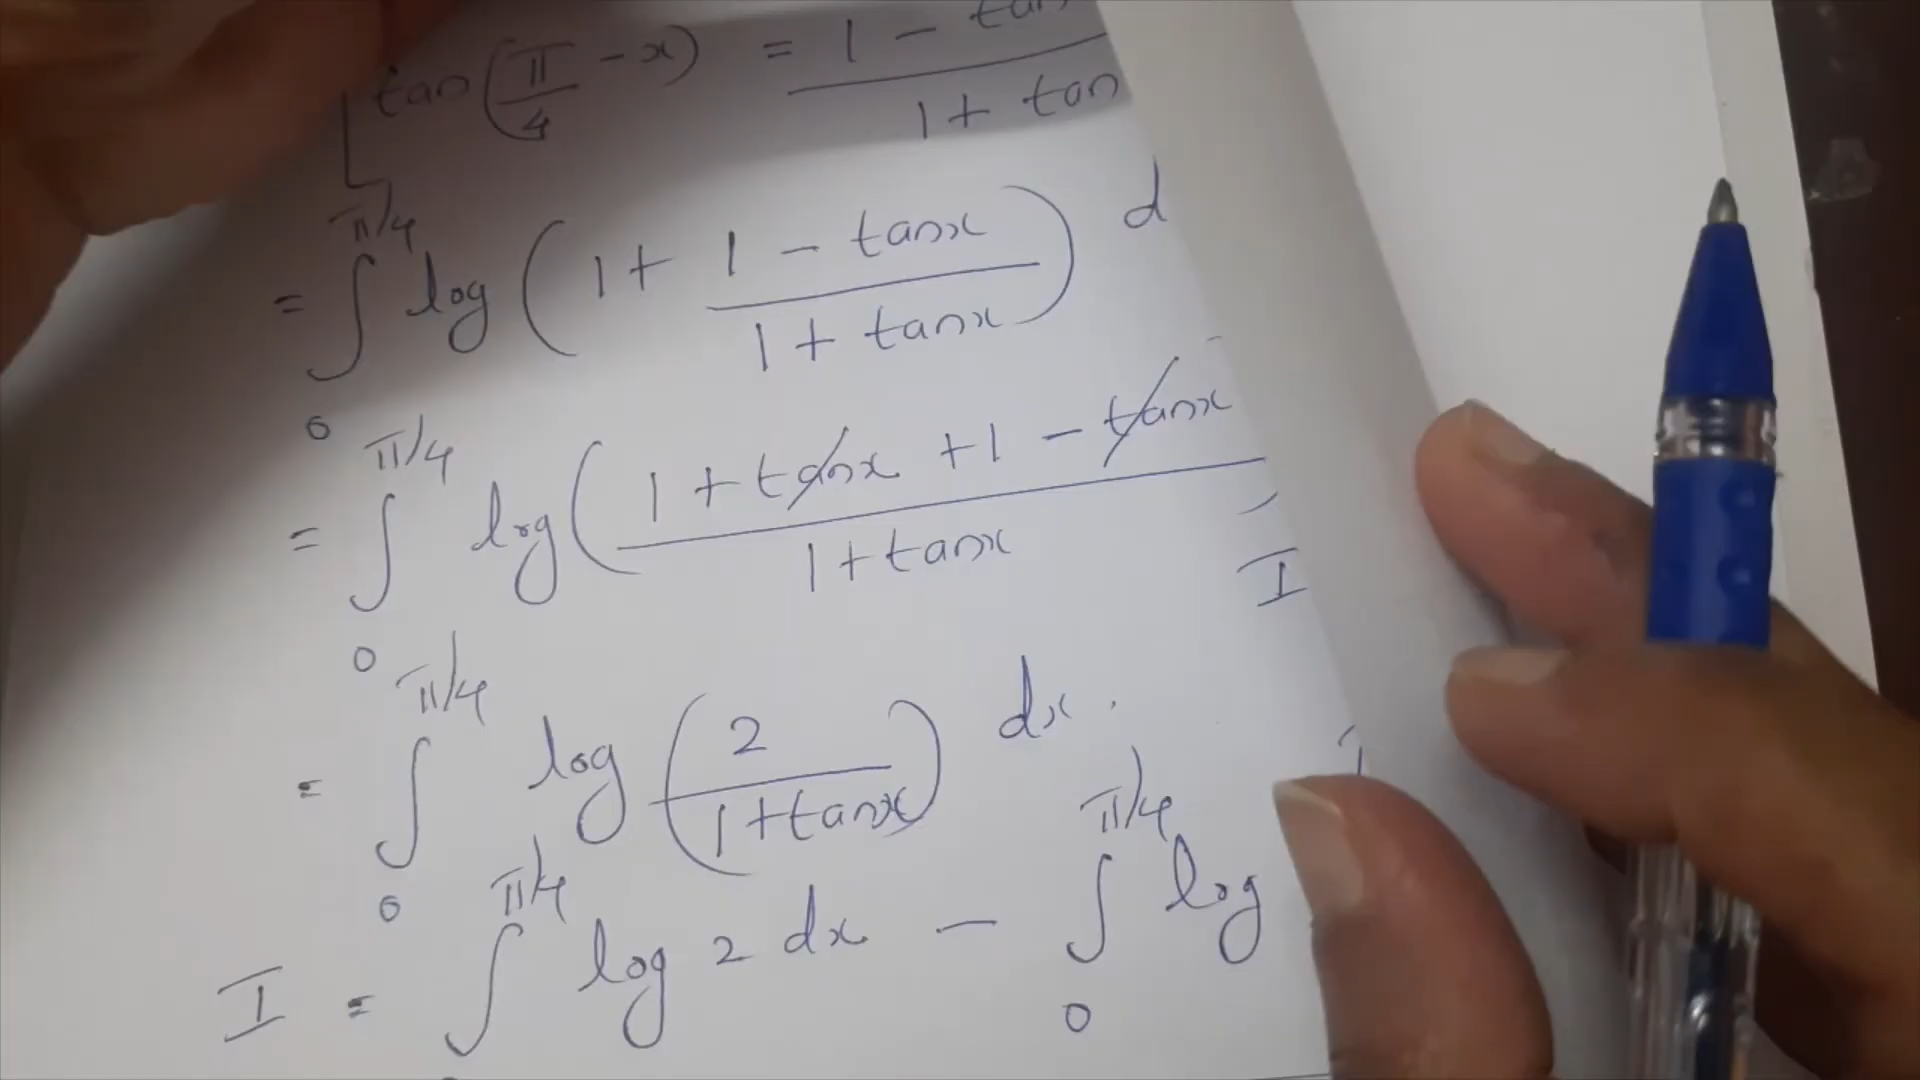 tan(π/4 - x) = (1 - tan)/(1 + tan
= ∫₀^{π/4} log(1 + (1 - tanx)/(1 + tanx)) d
= ∫₀^{π/4} log((1 + tanx + 1 - tanx)/(1 + tanx)
I
= ∫₀^{π/4} log(2/(1 + tanx)) dx.
I = ∫^{π/4} log 2 dx - ∫₀^{π/4} log